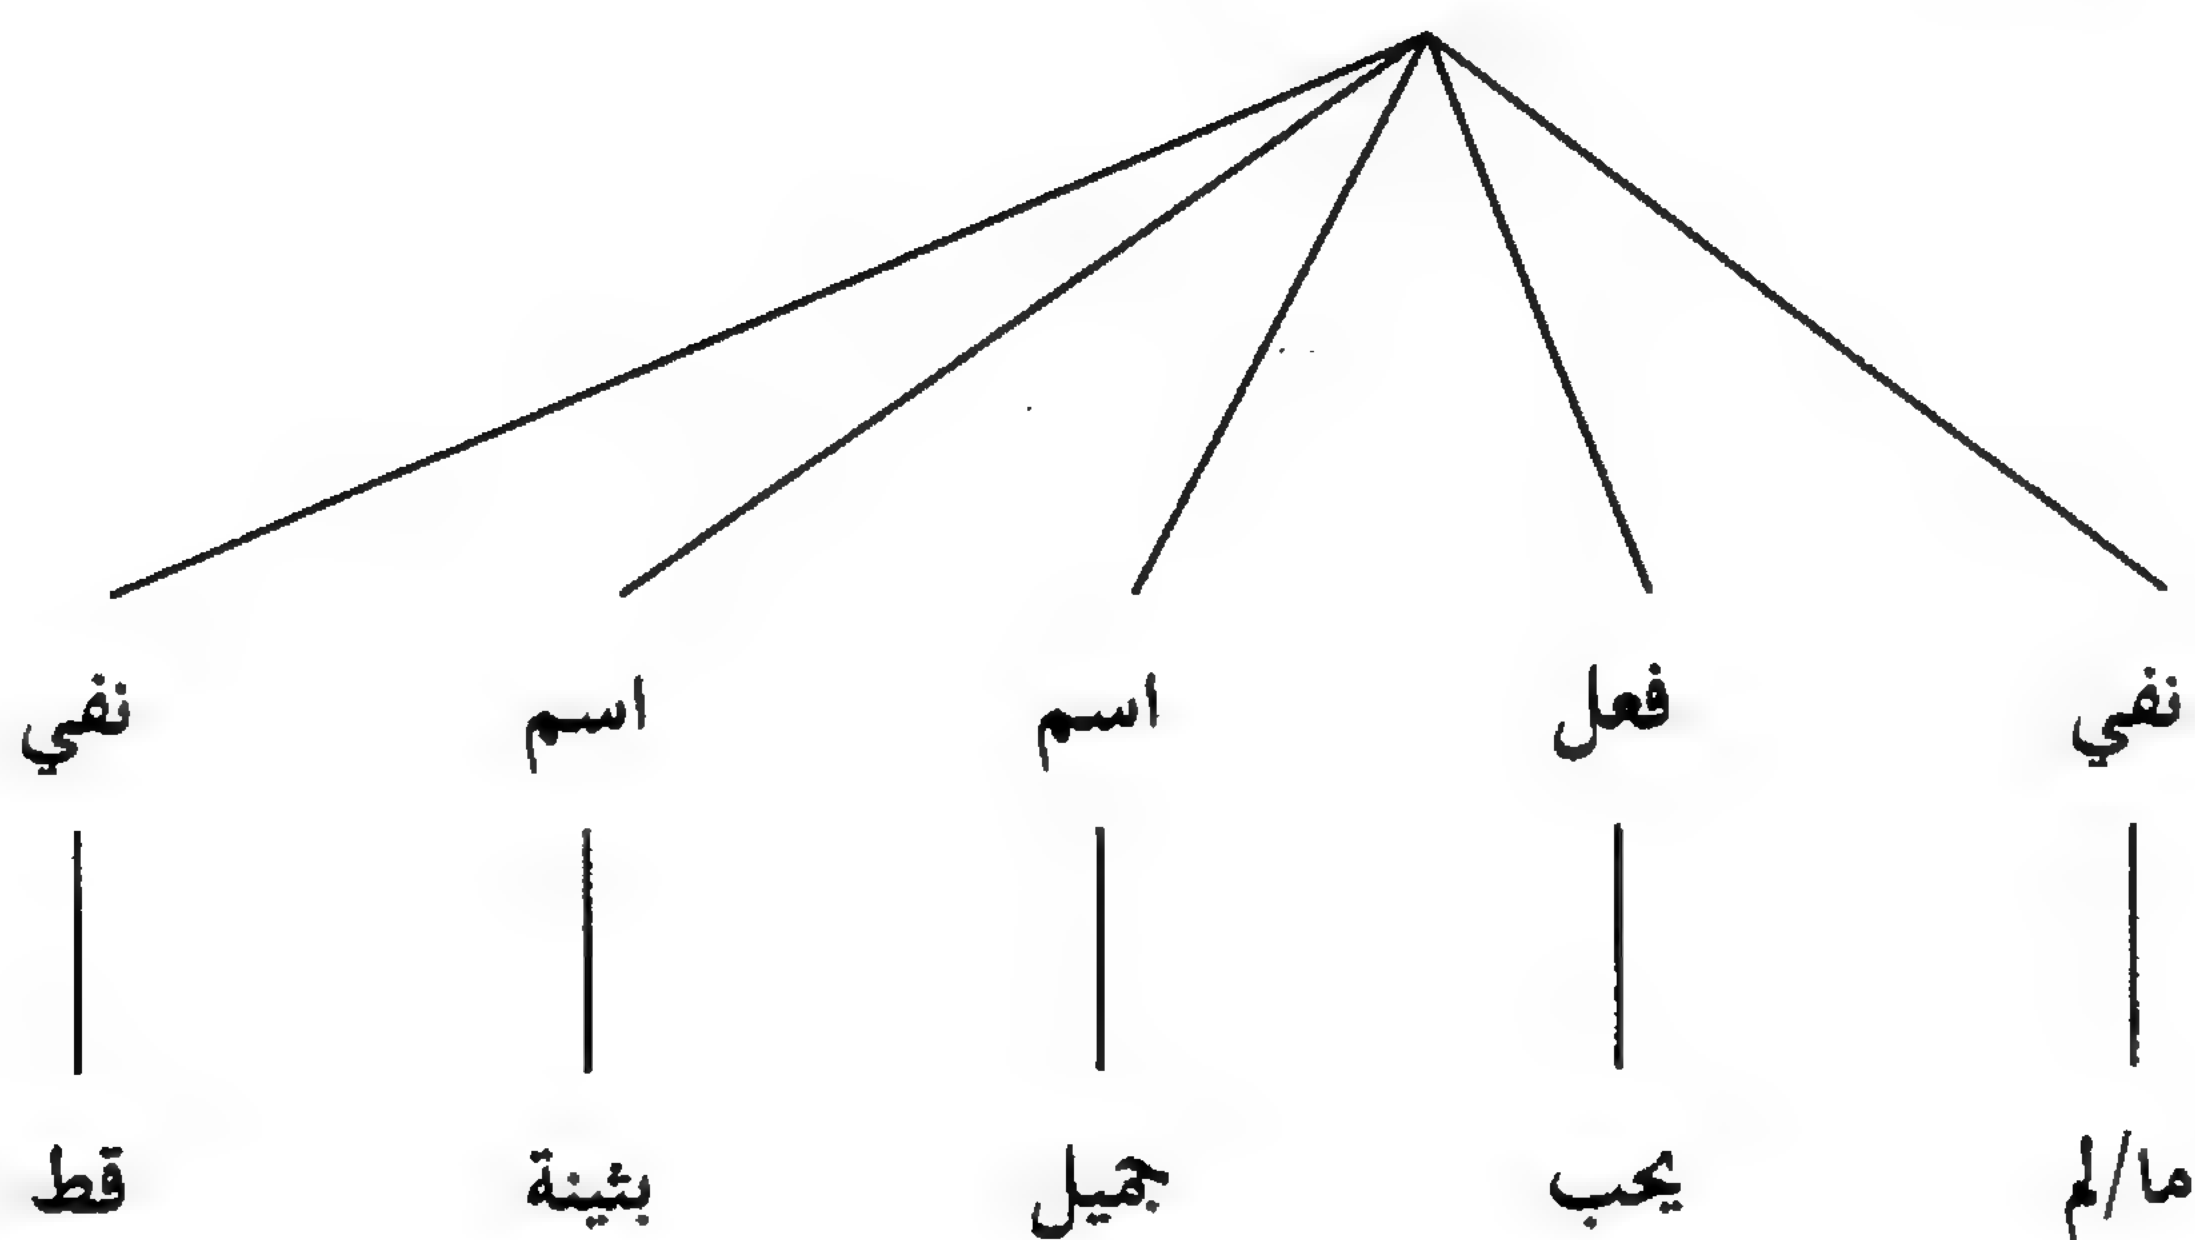 نفي فعل اسم اسم نفي
ما/لم يحب جميل بثينة قط